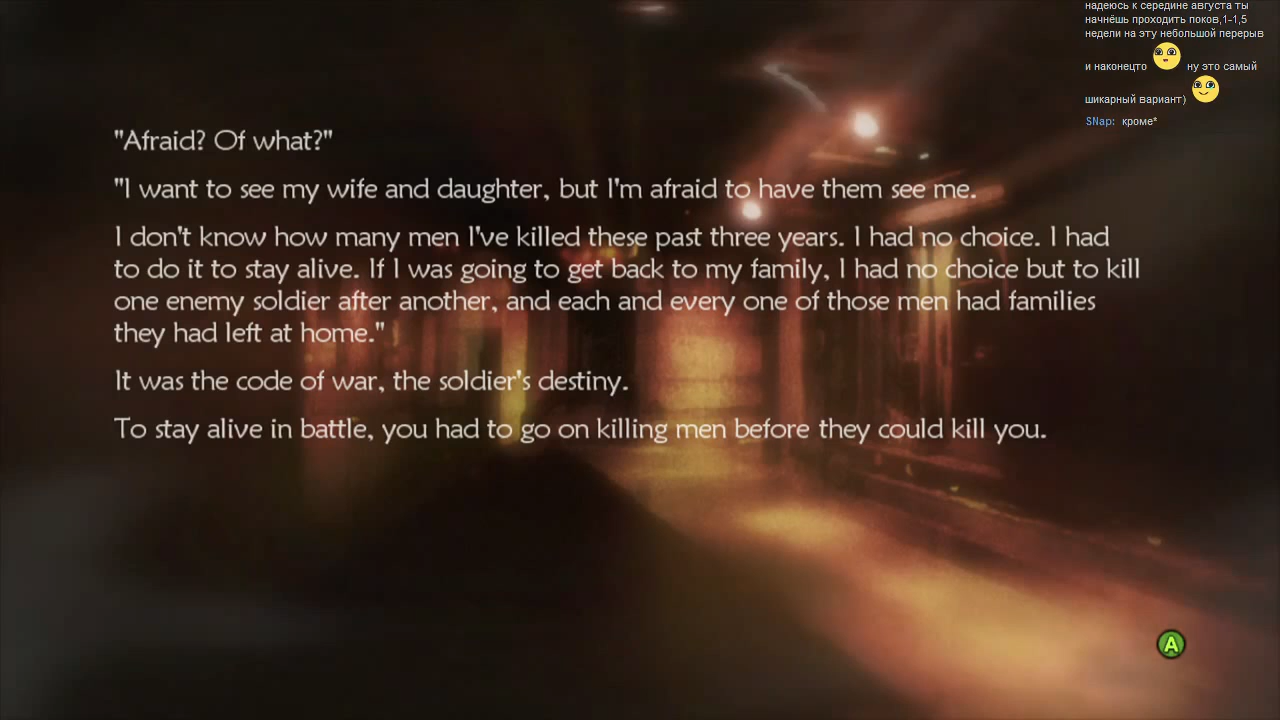 "Afraid? Of what?"
"I want to see my wife and daughter, but I'm afraid to have them see me.
I don't know how many men I've killed these past three years. I had no choice. I had
to do it to stay alive. If I was going to get back to my family, I had no choice but to kill
one enemy soldier after another, and each and every one of those men had families
they had left at home."
It was the code of war, the soldier's destiny.
To stay alive in battle, you had to go on killing men before they could kill you.
надеюсь к середине августа ты
начнёшь проходить поков,1-1,5
недели на эту небольшой перерыв
и наконецто ну это самый
шикарный вариант)
SNap: кроме*
A